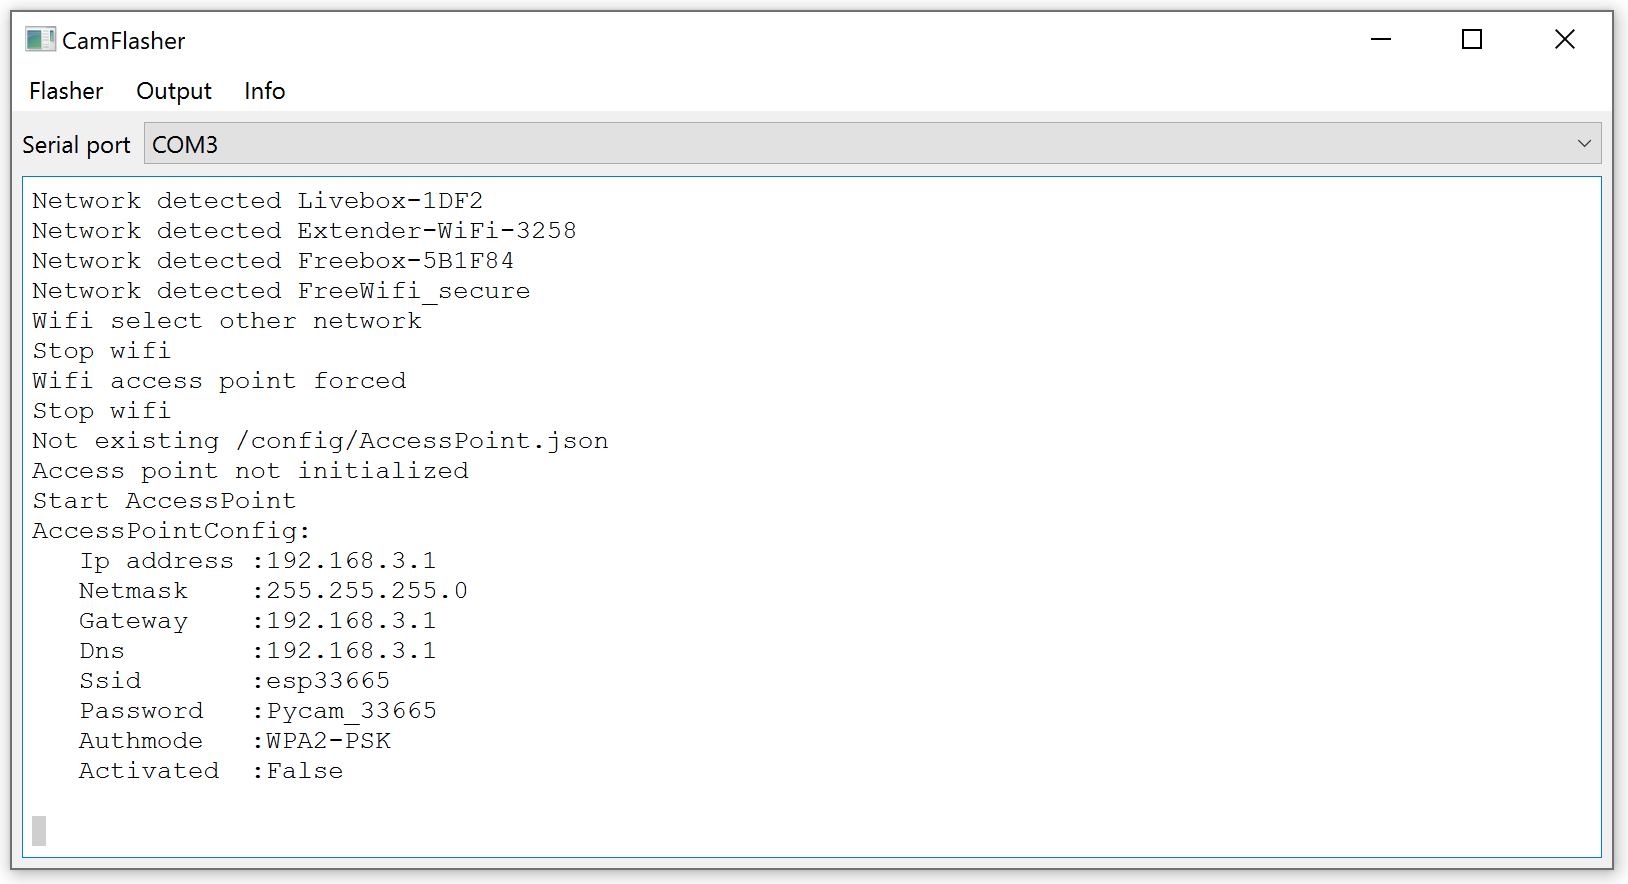 CamFlasher
Flasher Output Info
Serial port COM3
Network detected Livebox-1DF2
Network detected Extender-WiFi-3258
Network detected Freebox-5B1F84
Network detected FreeWifi_secure
Wifi select other network
Stop wifi
Wifi access point forced
Stop wifi
Not existing /config/AccessPoint.json
Access point not initialized
Start AccessPoint
AccessPointConfig:
   Ip address :192.168.3.1
   Netmask    :255.255.255.0
   Gateway    :192.168.3.1
   Dns        :192.168.3.1
   Ssid       :esp33665
   Password   :Pycam_33665
   Authmode   :WPA2-PSK
   Activated  :False